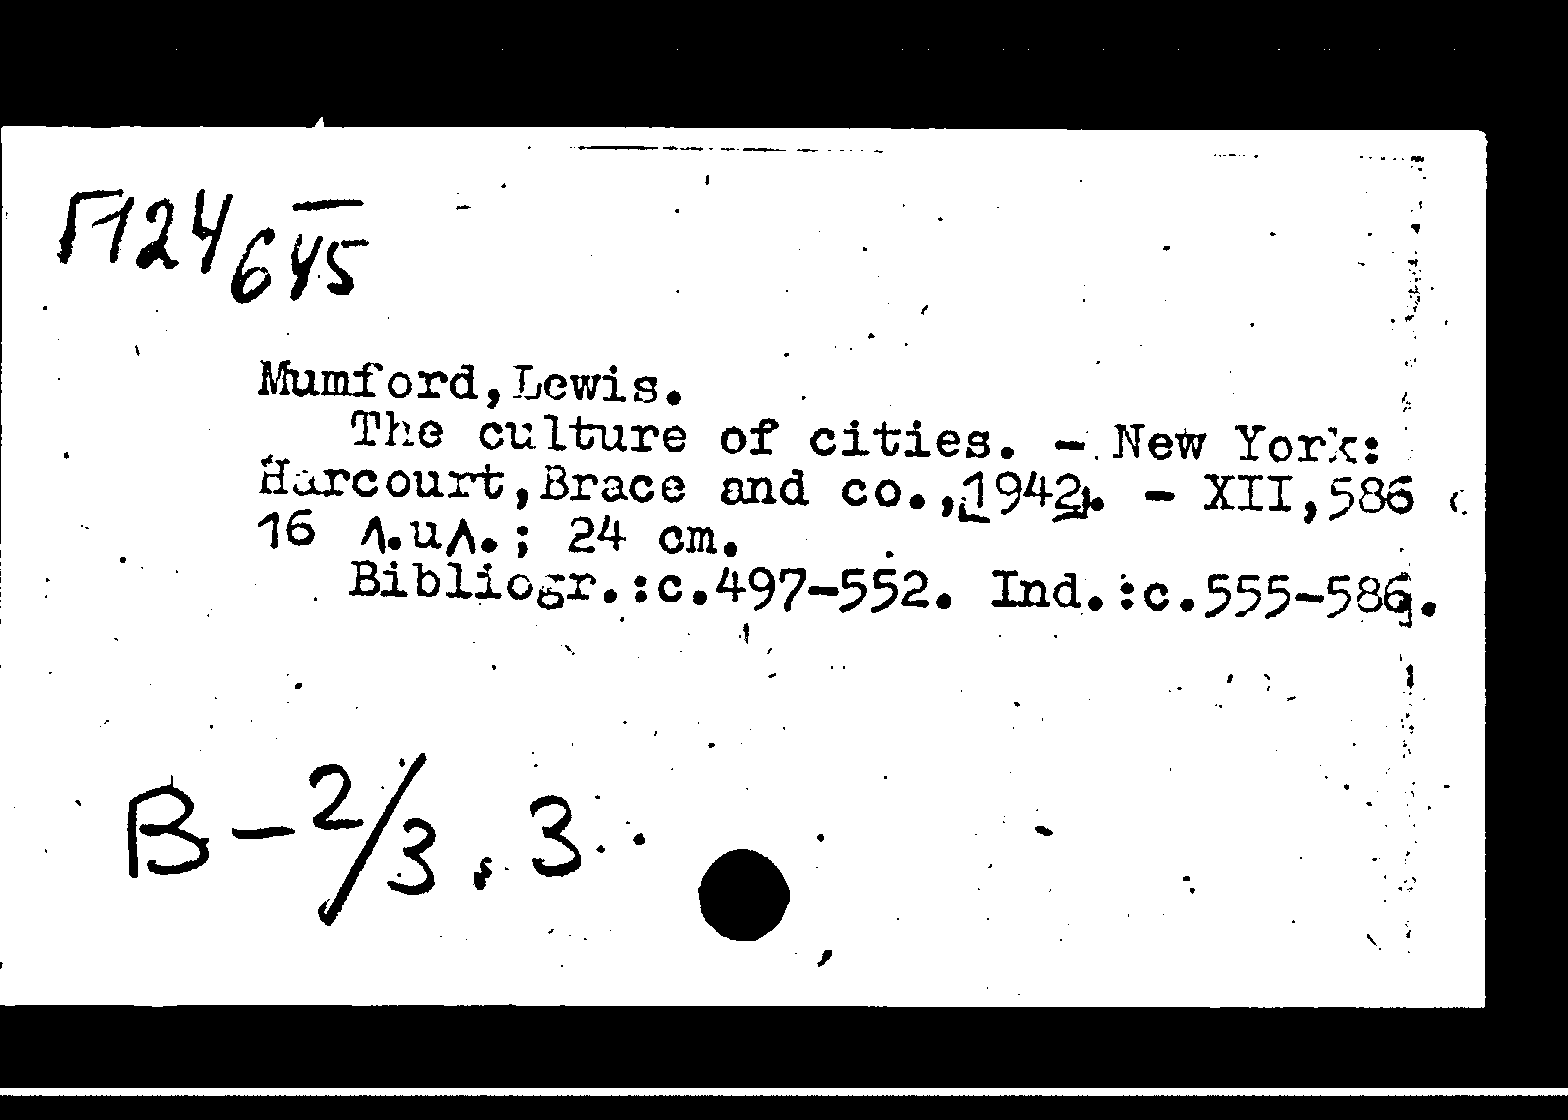 Г124 645
Mumford,Lewis.
The culture of cities. - New York:
Harcourt,Brace and co.,[1942]. - XII,586 c
16 л.ил.; 24 cm.
Bibliogr.:c.497-552. Ind.:c.555-586.
B-2/3.3